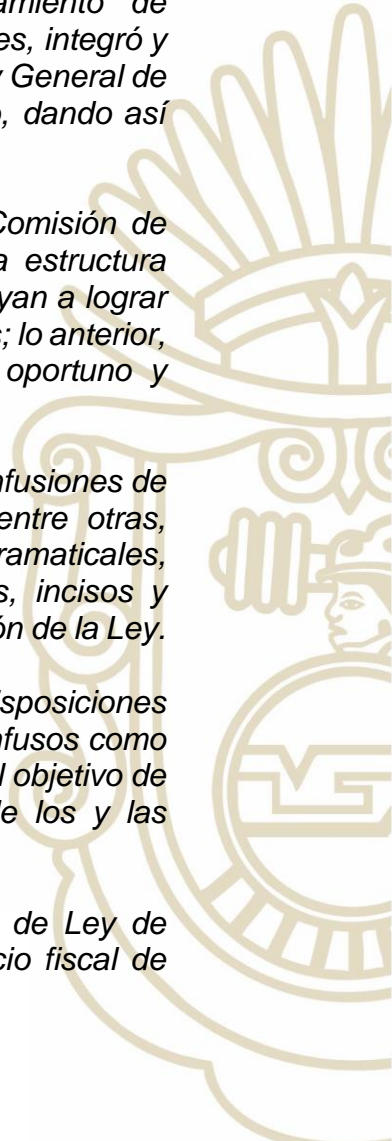 amiento de
es, integró y
y General de
o, dando así
Comisión de
a estructura
yan a lograr
s; lo anterior,
oportuno y
nfusiones de
entre otras,
ramaticales,
s, incisos y
ón de la Ley.
isposiciones
nfusos como
l objetivo de
de los y las
de Ley de
cio fiscal de